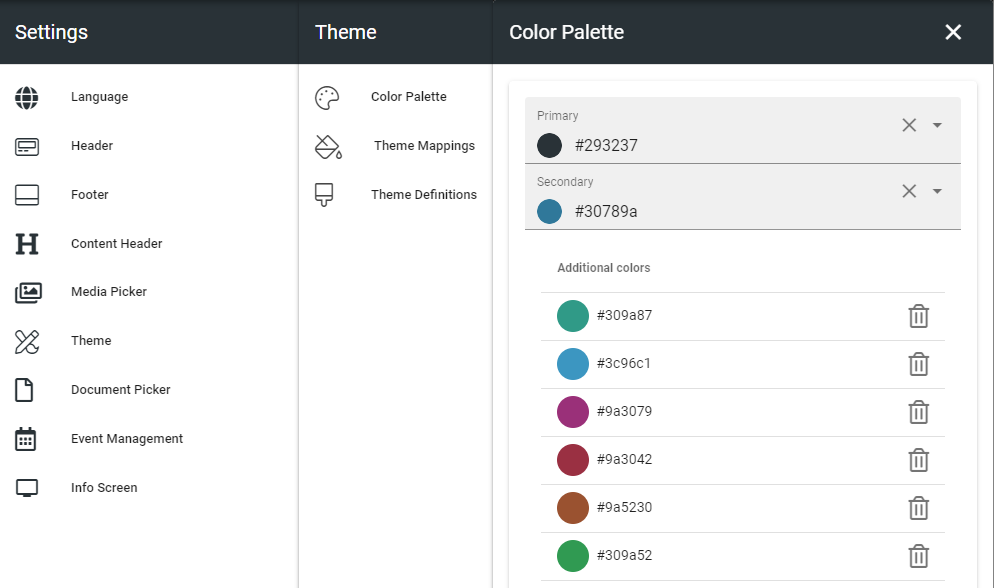 Settings
Language
Header
Footer
Content Header
Media Picker
Theme
Document Picker
Event Management
Info Screen
Theme
Color Palette
Theme Mappings
Theme Definitions
Color Palette
Primary
#293237
Secondary
#30789a
Additional colors
#309a87
#3c96c1
#9a3079
#9a3042
#9a5230
#309a52